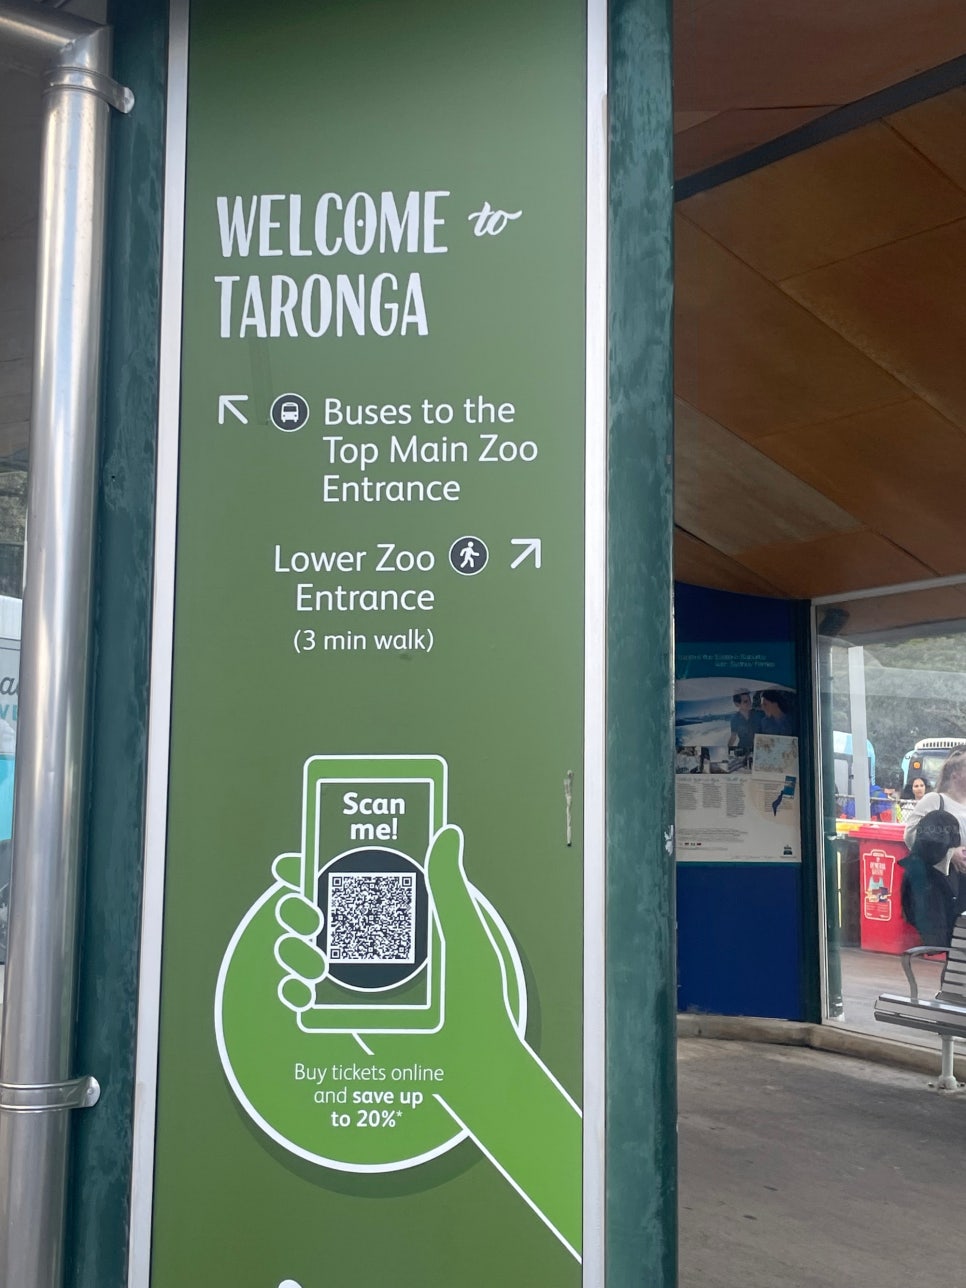 WELCOME to
TARONGA
Buses to the
Top Main Zoo
Entrance
Lower Zoo
Entrance
(3 min walk)
Scan
me!
Buy tickets online
and save up
to 20%*